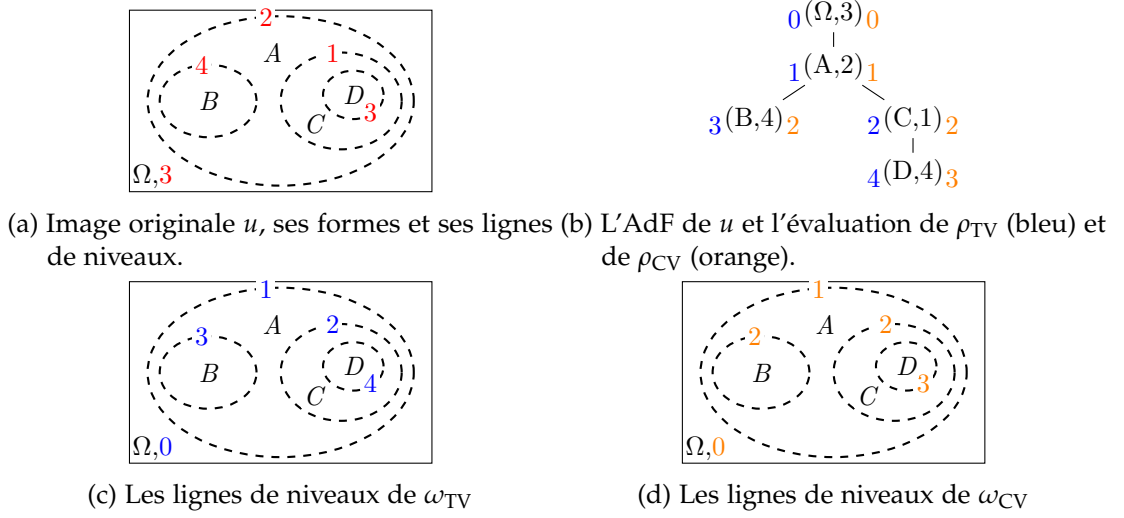 2
A
1
4
B
D
3
C
Ω,3
0(Ω,3)0
1(A,2)1
3(B,4)2 2(C,1)2
4(D,4)3
(a) Image originale u, ses formes et ses lignes de niveaux.
(b) L'AdF de u et l'évaluation de ρTV (bleu) et de ρCV (orange).
1
A
2
3
B
D
4
C
Ω,0
(c) Les lignes de niveaux de ωTV
1
A
2
2
B
D
3
C
Ω,0
(d) Les lignes de niveaux de ωCV